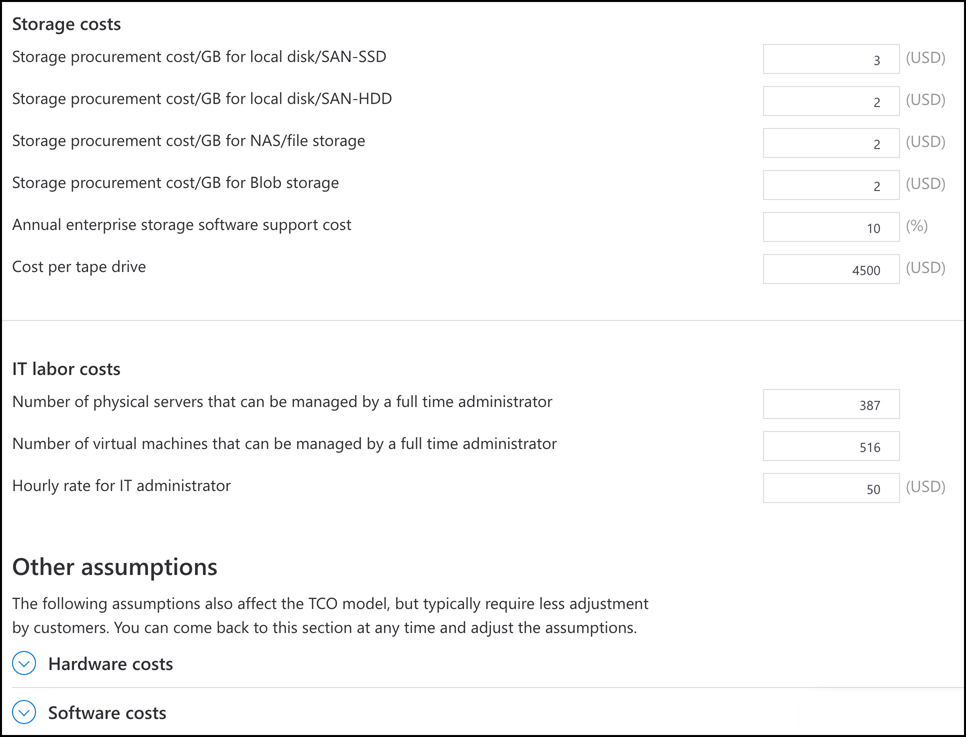 Storage costs
Storage procurement cost/GB for local disk/SAN-SSD 3 (USD)
Storage procurement cost/GB for local disk/SAN-HDD 2 (USD)
Storage procurement cost/GB for NAS/file storage 2 (USD)
Storage procurement cost/GB for Blob storage 2 (USD)
Annual enterprise storage software support cost 10 (%)
Cost per tape drive 4500 (USD)
IT labor costs
Number of physical servers that can be managed by a full time administrator 387
Number of virtual machines that can be managed by a full time administrator 516
Hourly rate for IT administrator 50 (USD)
Other assumptions
The following assumptions also affect the TCO model, but typically require less adjustment
by customers. You can come back to this section at any time and adjust the assumptions.
Hardware costs
Software costs